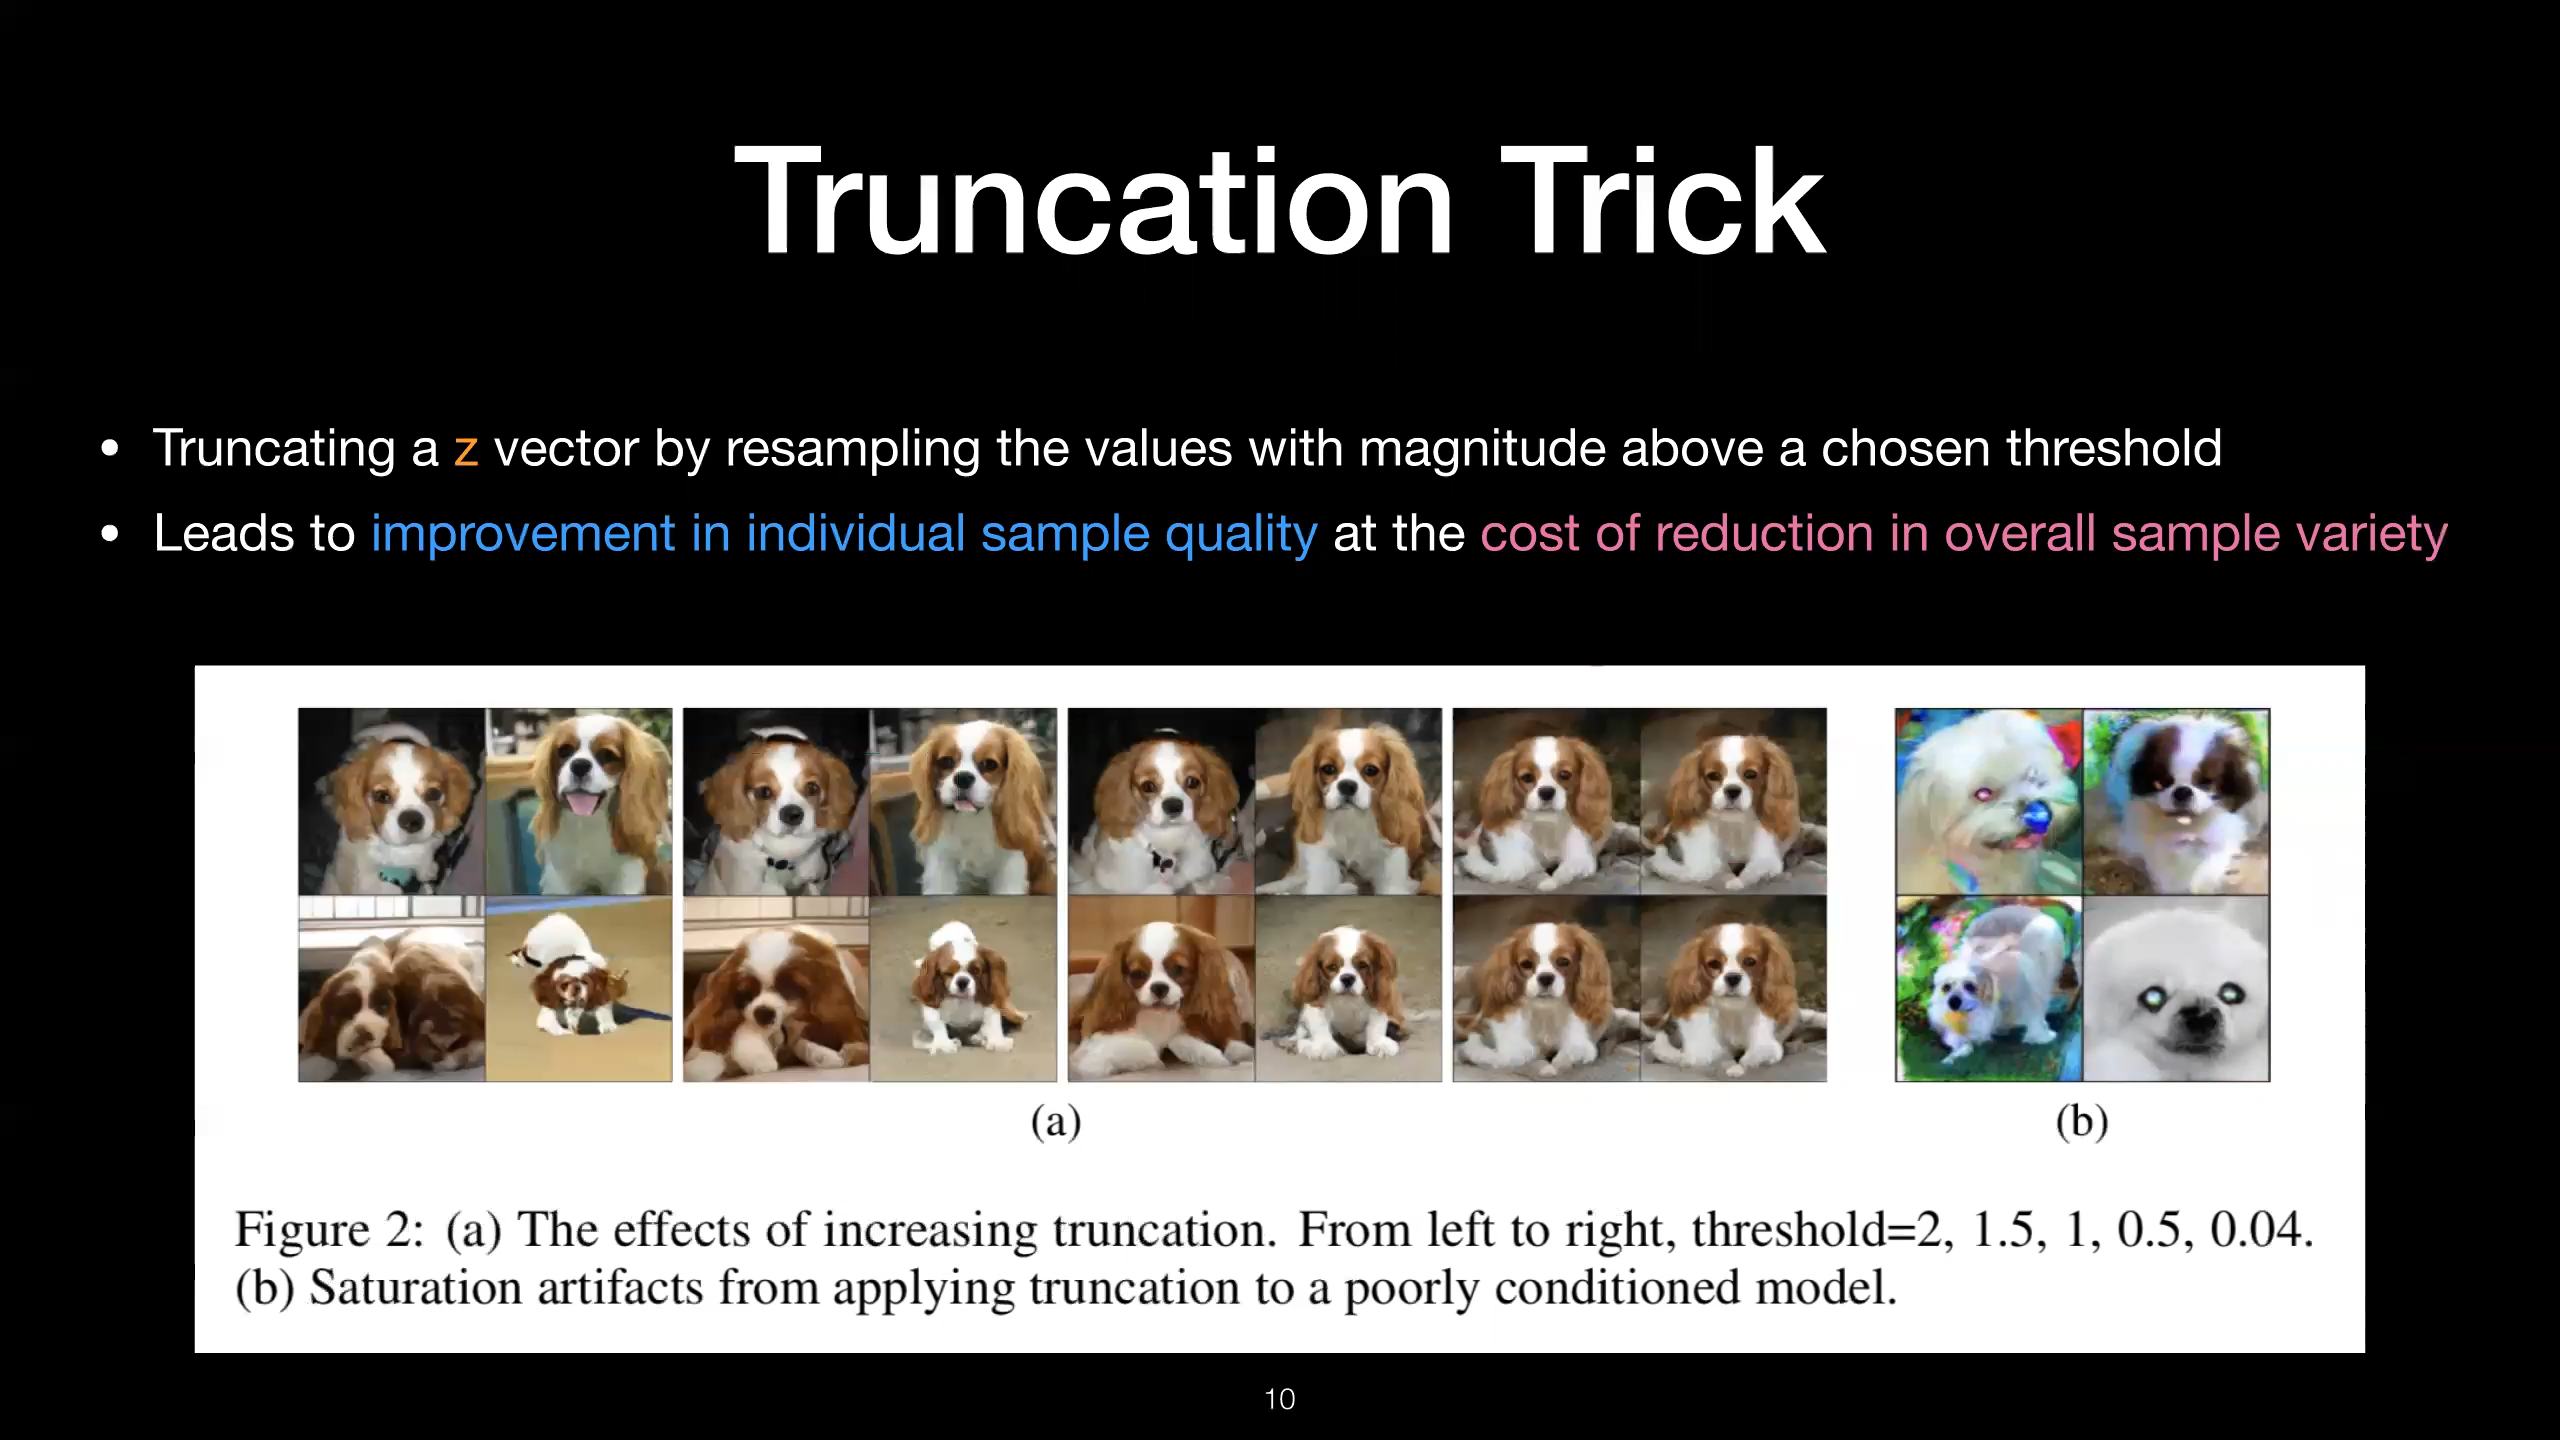 Truncation Trick
• Truncating a z vector by resampling the values with magnitude above a chosen threshold
• Leads to improvement in individual sample quality at the cost of reduction in overall sample variety
(a)
(b)
Figure 2: (a) The effects of increasing truncation. From left to right, threshold=2, 1.5, 1, 0.5, 0.04.
(b) Saturation artifacts from applying truncation to a poorly conditioned model.
10